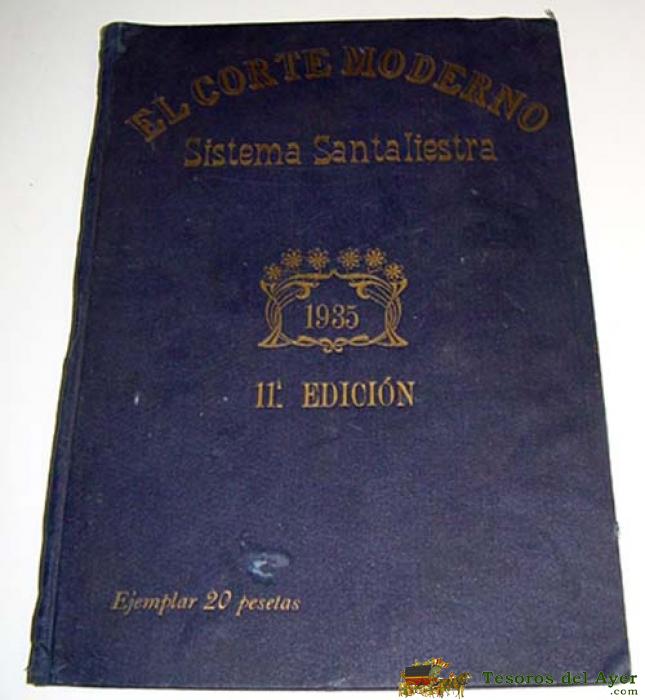 EL CORTE MODERNO
Sistema Santaliestra
1935
11ª EDICIÓN
Ejemplar 20 pesetas
Tesoros del Ayer
.com